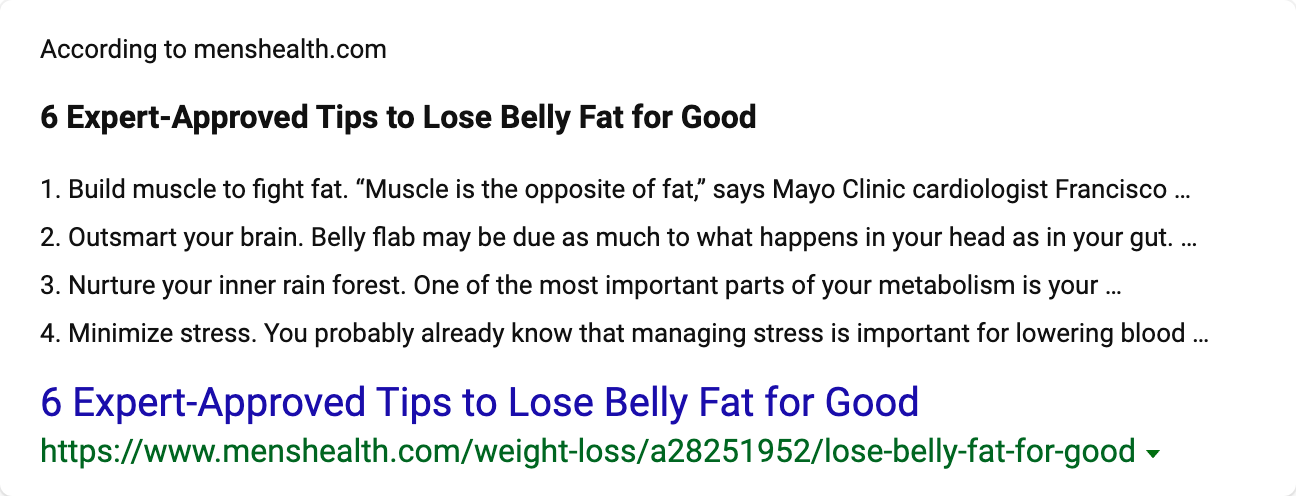 According to menshealth.com
6 Expert-Approved Tips to Lose Belly Fat for Good
1. Build muscle to fight fat. “Muscle is the opposite of fat,” says Mayo Clinic cardiologist Francisco ...
2. Outsmart your brain. Belly flab may be due as much to what happens in your head as in your gut. ...
3. Nurture your inner rain forest. One of the most important parts of your metabolism is your ...
4. Minimize stress. You probably already know that managing stress is important for lowering blood ...
6 Expert-Approved Tips to Lose Belly Fat for Good
https://www.menshealth.com/weight-loss/a28251952/lose-belly-fat-for-good